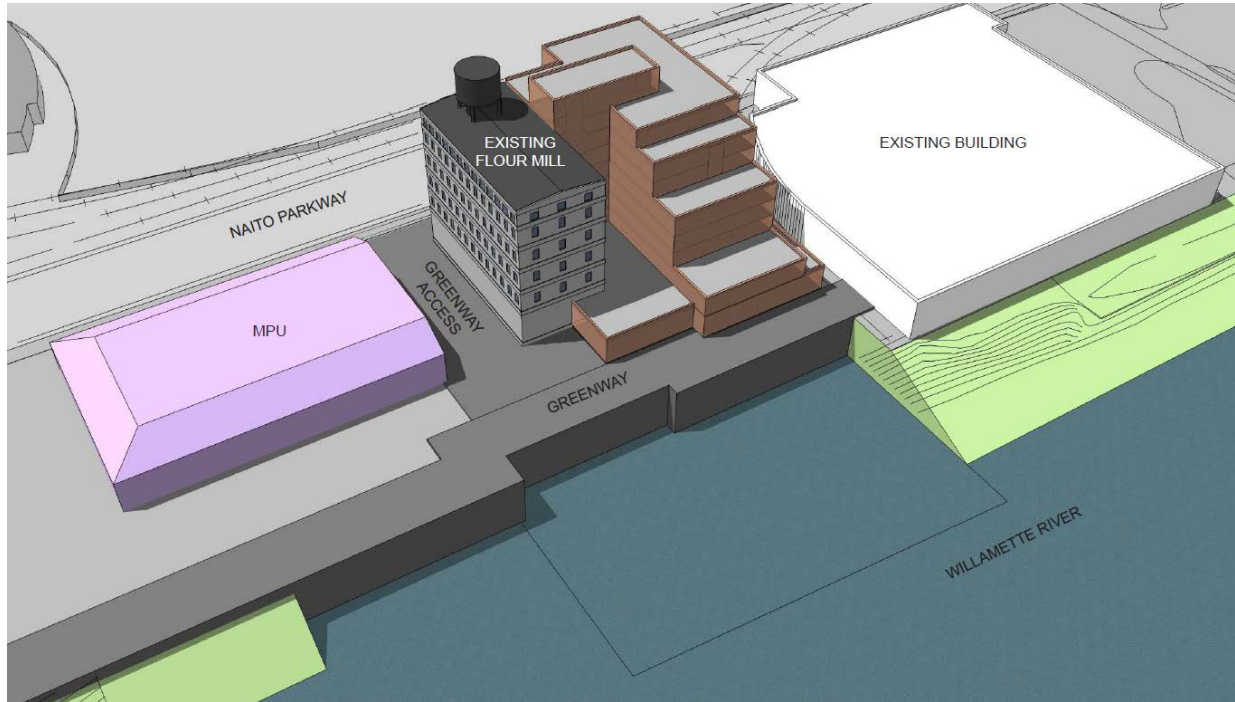 EXISTING
FLOUR MILL
EXISTING BUILDING
NAITO PARKWAY
GREENWAY
ACCESS
MPU
GREENWAY
WILLAMETTE RIVER